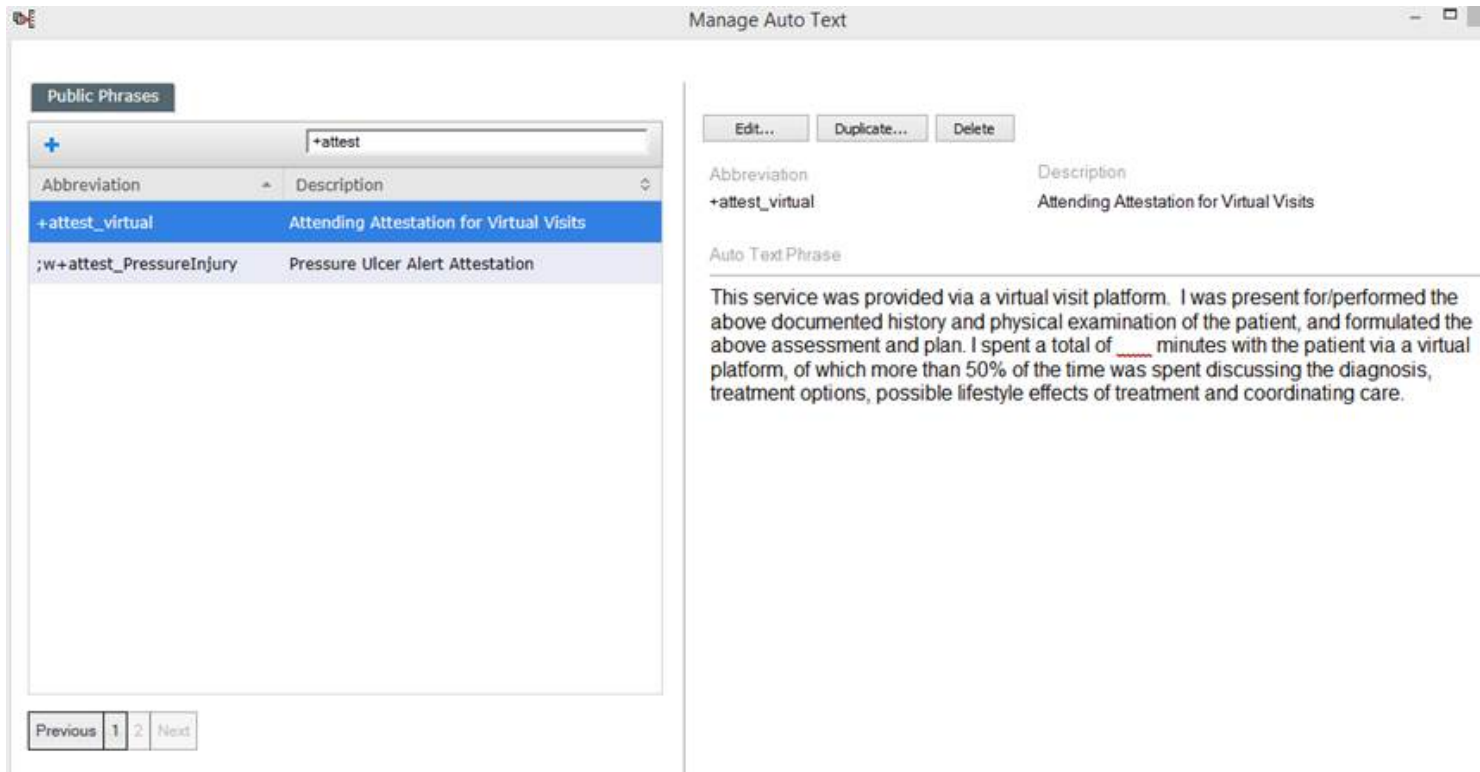 Manage Auto Text
Public Phrases
+attest
Abbreviation Description
+attest_virtual Attending Attestation for Virtual Visits
;w+attest_PressureInjury Pressure Ulcer Alert Attestation
Previous 1 2 Next
Edit... Duplicate... Delete
Abbreviation Description
+attest_virtual Attending Attestation for Virtual Visits
Auto Text Phrase
This service was provided via a virtual visit platform. I was present for/performed the
above documented history and physical examination of the patient, and formulated the
above assessment and plan. I spent a total of ____ minutes with the patient via a virtual
platform, of which more than 50% of the time was spent discussing the diagnosis,
treatment options, possible lifestyle effects of treatment and coordinating care.